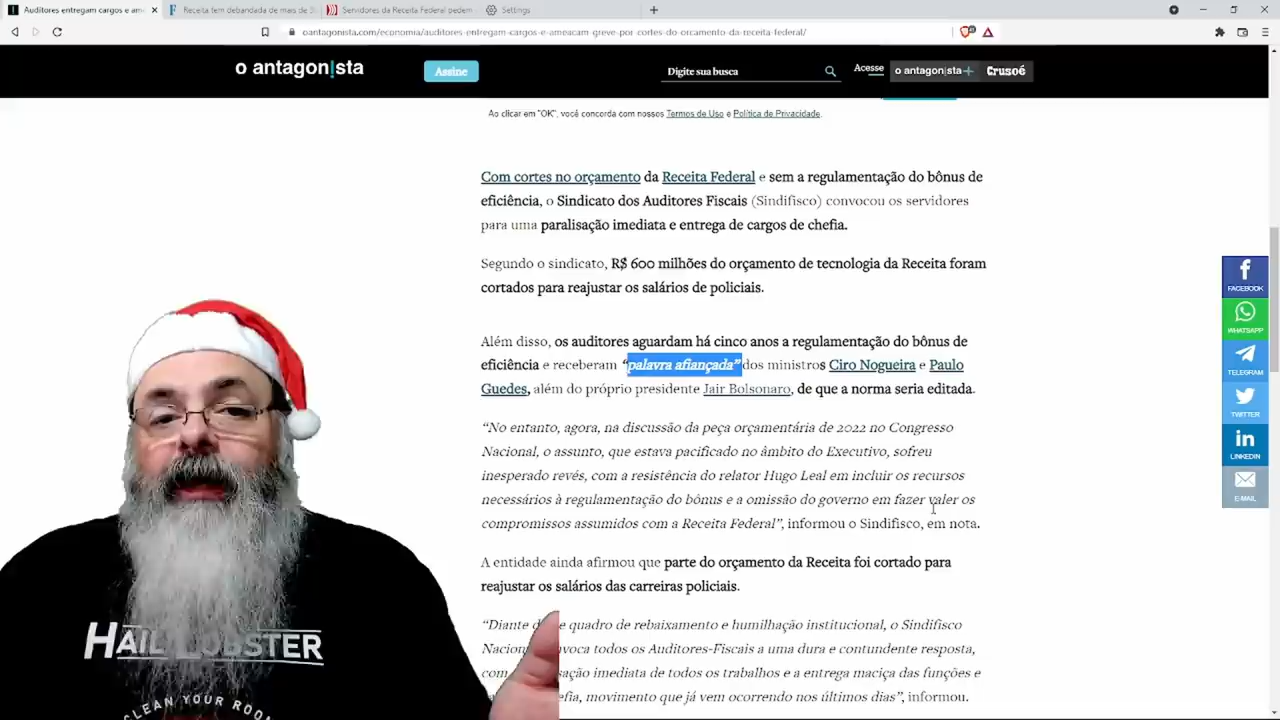 Auditores entregam cargos e am
Receita tem debandada de mais de 3
Servidores da Receita Federal pedem
Settings
oantagonista.com/economia/auditores-entregam-cargos-e-ameacam-greve-por-cortes-do-orcamento-da-receita-federal/
o antagon!sta
Assine
Digite sua busca
Acesse
o antagon!sta+
Crusoé
Ao clicar em "OK", você concorda com nossos Termos de Uso e Política de Privacidade.
Com cortes no orçamento da Receita Federal e sem a regulamentação do bônus de
eficiência, o Sindicato dos Auditores Fiscais (Sindifisco) convocou os servidores
para uma paralisação imediata e entrega de cargos de chefia.
Segundo o sindicato, R$ 600 milhões do orçamento de tecnologia da Receita foram
cortados para reajustar os salários de policiais.
Além disso, os auditores aguardam há cinco anos a regulamentação do bônus de
eficiência e receberam “palavra afiançada” dos ministros Ciro Nogueira e Paulo
Guedes, além do próprio presidente Jair Bolsonaro, de que a norma seria editada.
“No entanto, agora, na discussão da peça orçamentária de 2022 no Congresso
Nacional, o assunto, que estava pacificado no âmbito do Executivo, sofreu
inesperado revés, com a resistência do relator Hugo Leal em incluir os recursos
necessários à regulamentação do bônus e a omissão do governo em fazer valer os
compromissos assumidos com a Receita Federal”, informou o Sindifisco, em nota.
A entidade ainda afirmou que parte do orçamento da Receita foi cortado para
reajustar os salários das carreiras policiais.
“Diante d e quadro de rebaixamento e humilhação institucional, o Sindifisco
Nacion voca todos os Auditores-Fiscais a uma dura e contundente resposta,
com sação imediata de todos os trabalhos e a entrega maciça das funções e
efia, movimento que já vem ocorrendo nos últimos dias”, informou.
FACEBOOK
WHATSAPP
TELEGRAM
TWITTER
LINKEDIN
E-MAIL
HAIL LOBSTER
CLEAN YOUR ROO